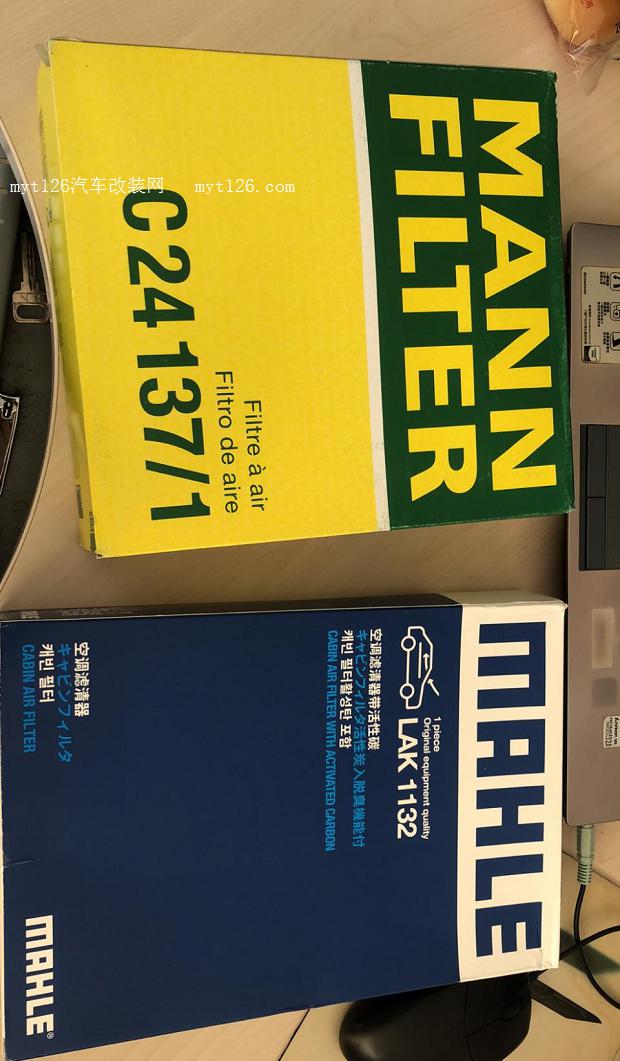 myt126汽车改装网 myt126.com
MANN
FILTER
Filtre à air
Filtro de aire
C 24 137/1
MAHLE
1 piece
Original equipment quality
LAK 1132
空调滤清器带活性碳
キャビンフィルタ活性炭入脱臭機能付
캐빈 필터활선탄 포함
CABIN AIR FILTER WITH ACTIVATED CARBON
空调滤清器
キャビンフィルタ
캐빈 필터
CABIN AIR FILTER
MAHLE®